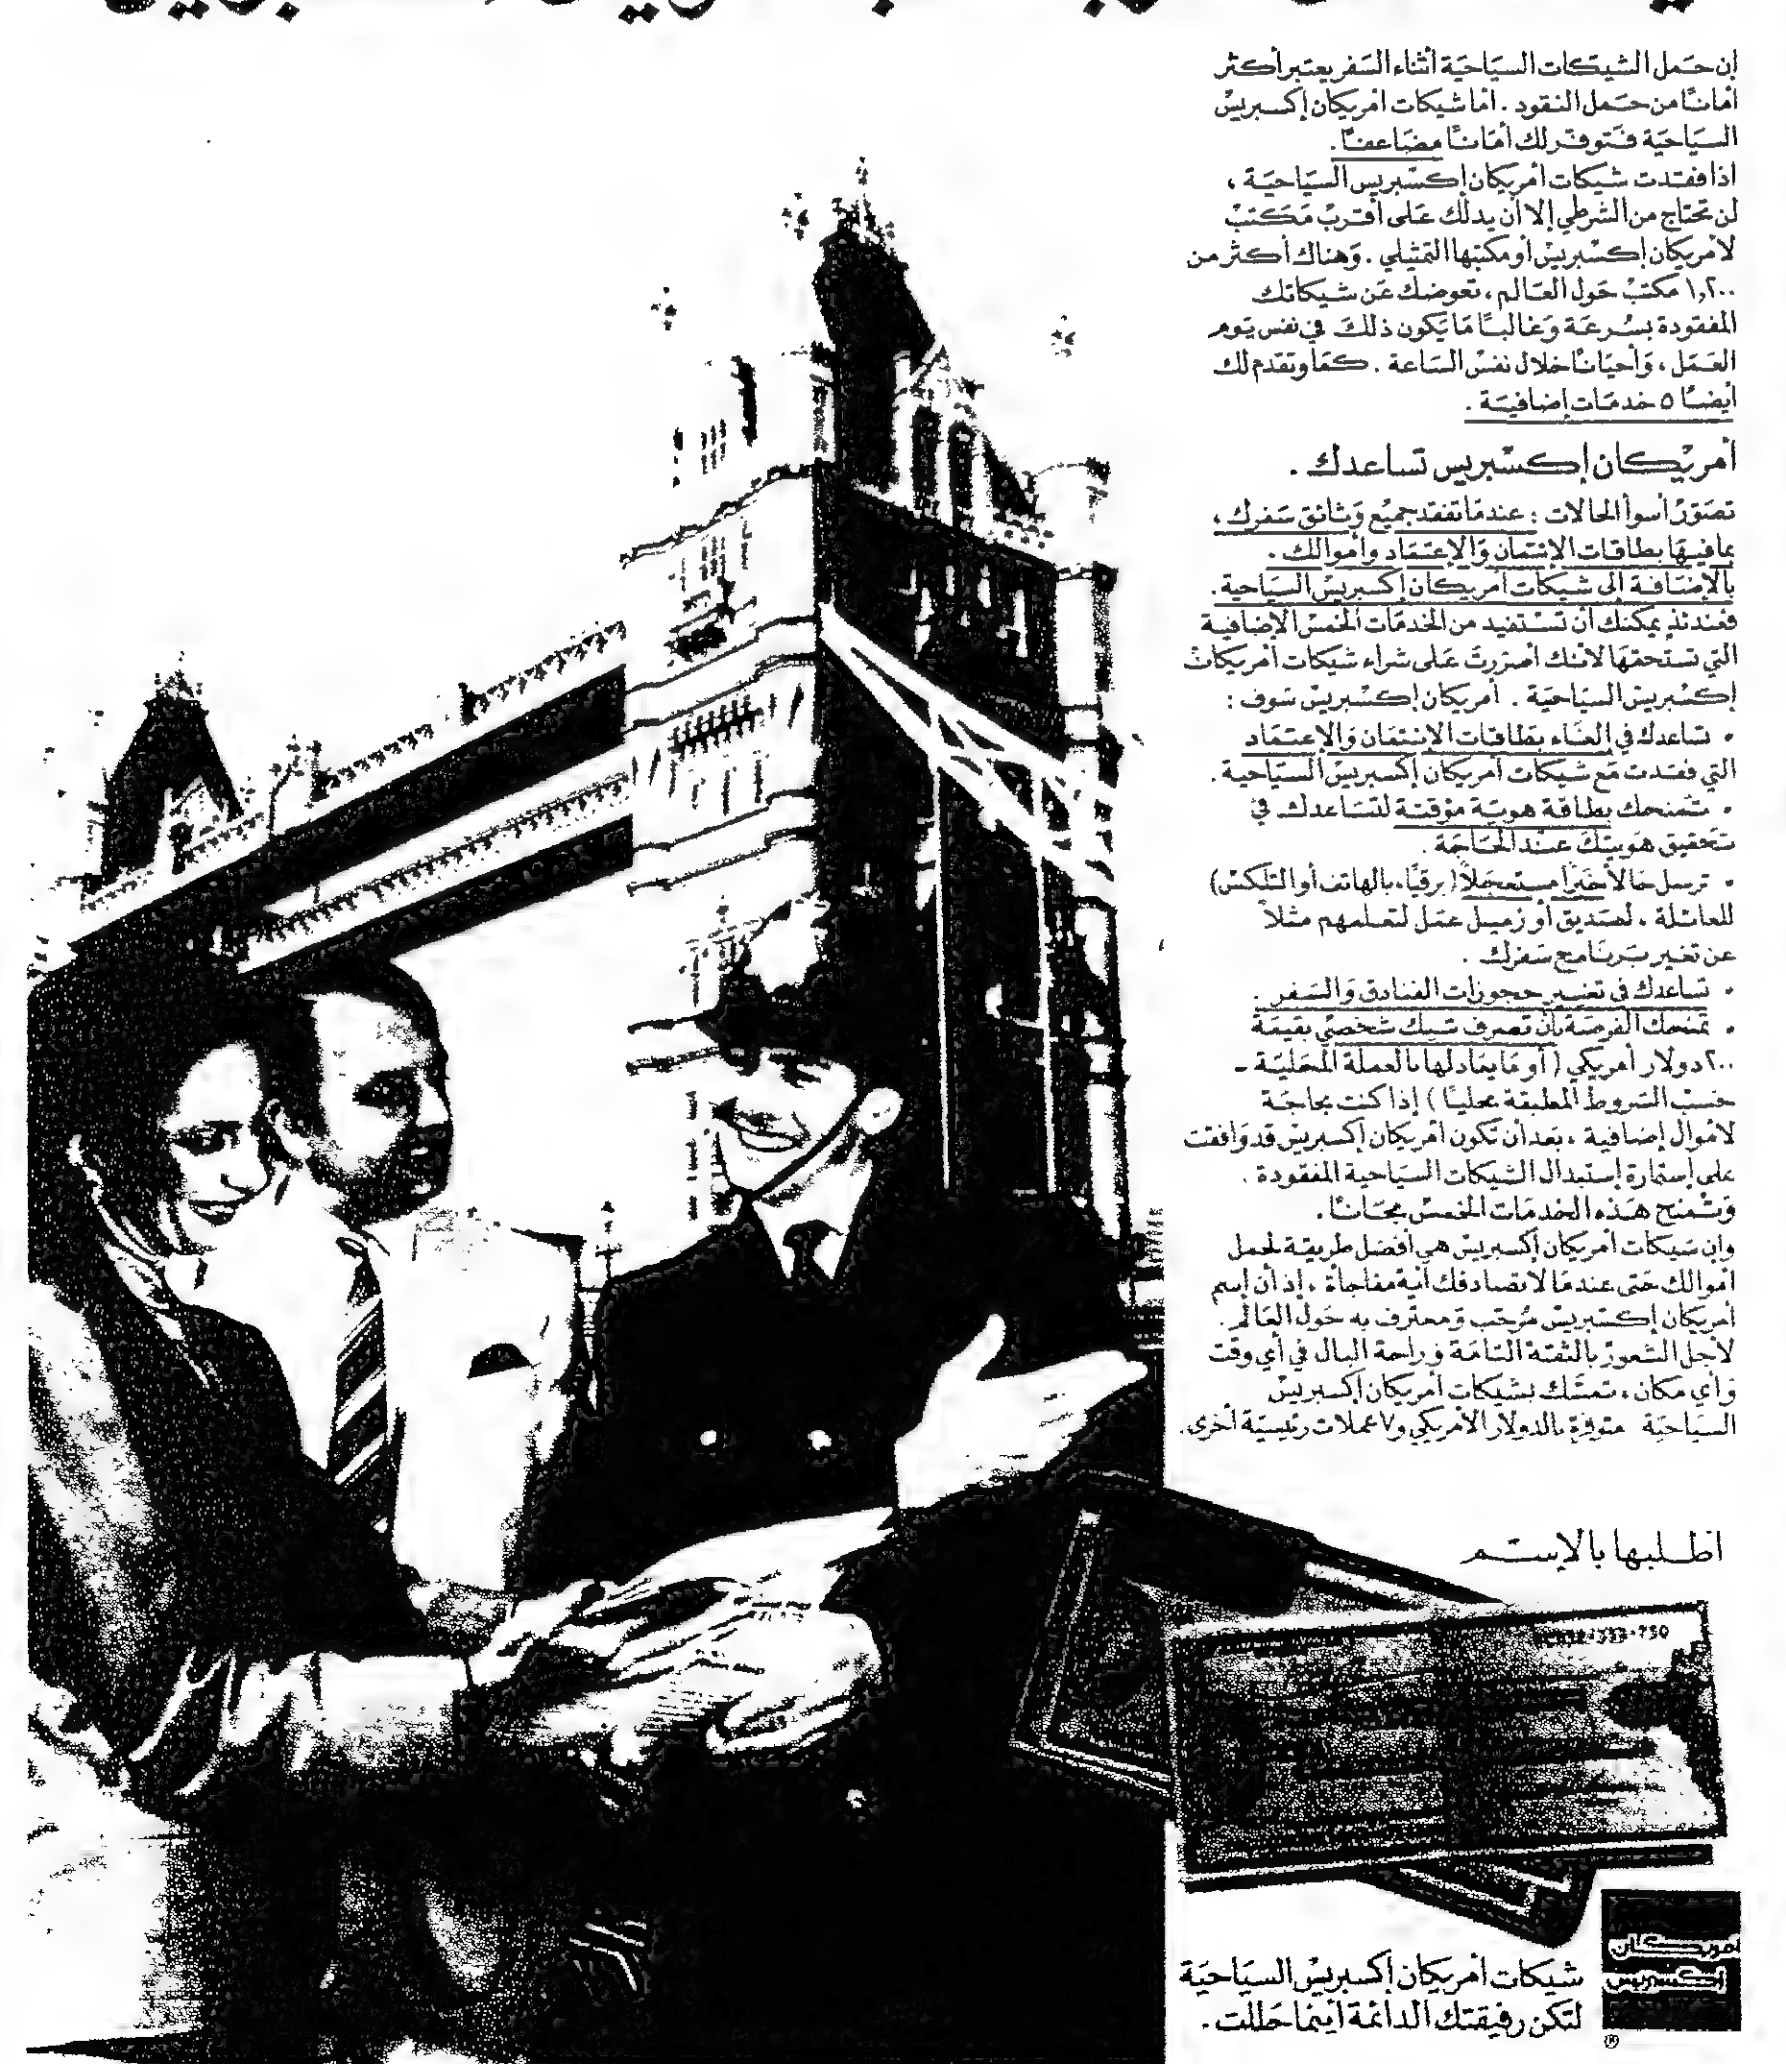 إن حمل الشيكات السياحية أثناء السفر يعتبر أكثر
أمانًا من حمل النقود . أما شيكات أمريكان إكسبريس
السياحية فتوفر لك أمانًا مضاعفًا .
اذا فقدت شيكات أمريكان إكسبريس السياحية ،
لن تحتاج من الشرطي إلا أن يدلك على أقرب مكتب
لأمريكان إكسبريس أو مكتبها التمثيلي . وهناك أكثر من
١,٢٠٠ مكتب حول العالم ، تعوضك عن شيكاتك
المفقودة بسرعة وغالبًا ما يكون ذلك في نفس يوم
العمل ، وأحيانًا خلال نفس الساعة . كما وتقدم لك
أيضًا ٥ خدمات إضافية .
أمريكان إكسبريس تساعدك .
تصور أسوأ الحالات : عندما تفقد جميع وثائق سفرك ،
بما فيها بطاقات الإئتمان والإعتماد وأموالك .
بالإضافة إلى شيكات أمريكان إكسبريس السياحية .
فعندئذ يمكنك أن تستفيد من الخدمات الخمس الإضافية
التي تستحقها لأنك أصررت على شراء شيكات أمريكان
إكسبريس السياحية . أمريكان إكسبريس سوف :
• تساعدك في الغاء بطاقات الإئتمان والإعتماد
التي فقدت مع شيكات أمريكان إكسبريس السياحية .
• تمنحك بطاقة هوية مؤقتة لتساعدك في
تحقيق هويتك عند الحاجة .
• ترسل حالاً خبراً مستعجلاً ( برقيًا، بالهاتف أو التلكس )
للعائلة ، لصديق أو زميل عمل لتعلمهم مثلاً
عن تغير برنامج سفرك .
• تساعدك في تغيير حجوزات الفنادق والسفر .
• تمنحك الفرصة بأن تصرف شيك شخصي بقيمة
٢٠٠ دولار أمريكي ( أو ما يعادلها بالعملة المحلية -
حسب الشروط المطبقة محليًا ) إذا كنت بحاجة
لأموال إضافية ، بعد أن تكون أمريكان إكسبريس قد وافقت
على إستمارة إستبدال الشيكات السياحية المفقودة .
وتمنح هذه الخدمات الخمس مجانًا .
وإن شيكات أمريكان إكسبريس هي أفضل طريقة لحمل
أموالك حتى عندما لا تصادفك أية مفاجأة ، إذ أن إسم
أمريكان إكسبريس مرحب ومعترف به حول العالم .
لأجل الشعور بالثقة التامة وراحة البال في أي وقت
وأي مكان ، تمسك بشيكات أمريكان إكسبريس
السياحية متوفرة بالدولار الأمريكي و٧ عملات رئيسية أخرى .
اطلبها بالإسم
شيكات أمريكان إكسبريس السياحية
لتكن رفيقتك الدائمة أينما حللت .
أمريكان
إكسبريس
®